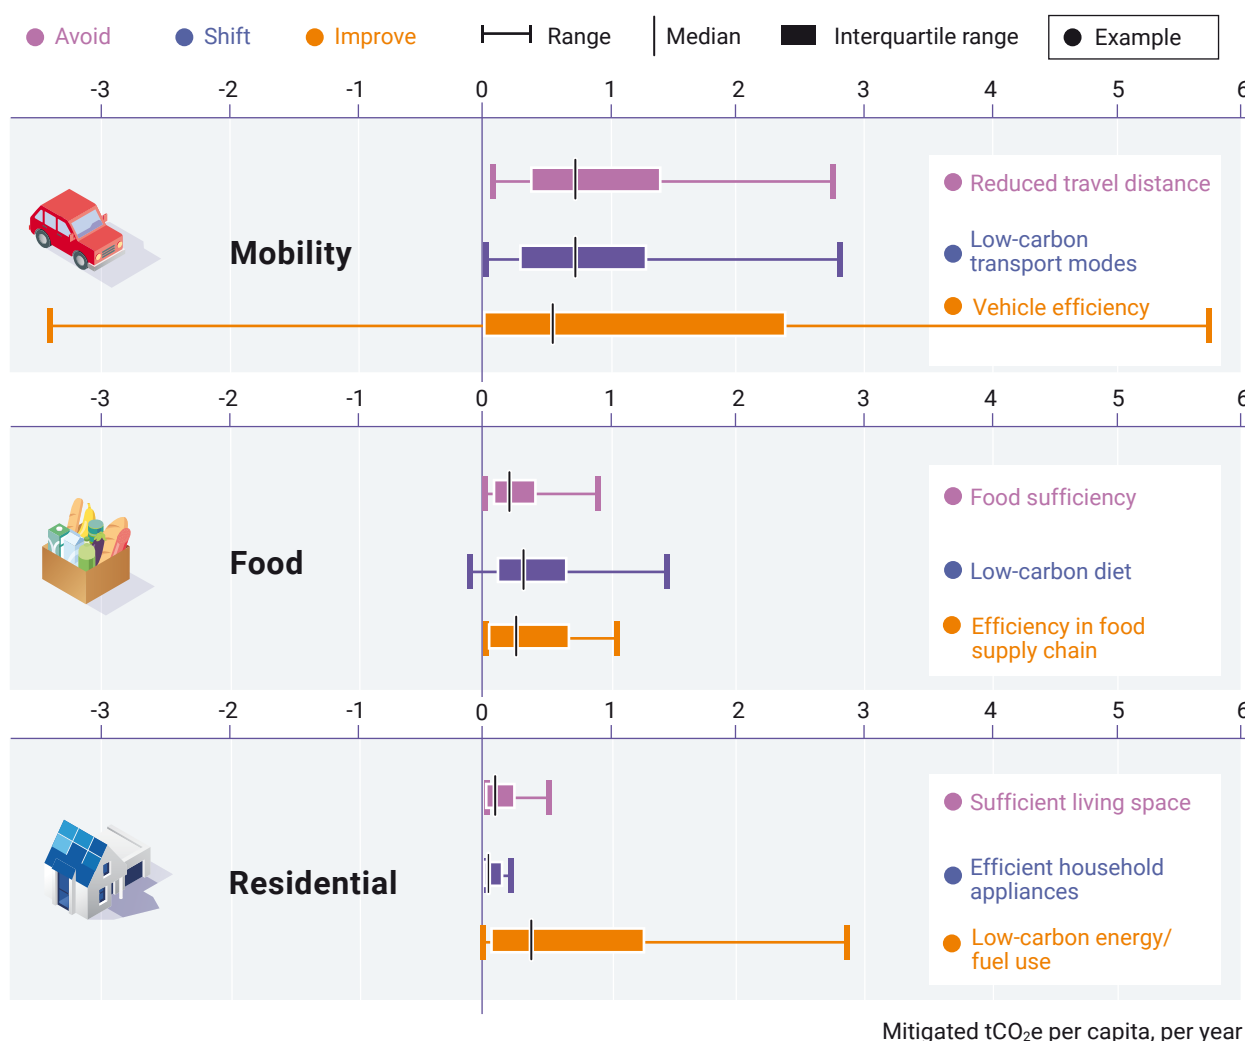 Avoid Shift Improve Range Median Interquartile range Example
-3 -2 -1 0 1 2 3 4 5 6
Mobility
Reduced travel distance
Low-carbon
transport modes
Vehicle efficiency
-3 -2 -1 0 1 2 3 4 5 6
Food
Food sufficiency
Low-carbon diet
Efficiency in food
supply chain
-3 -2 -1 0 1 2 3 4 5 6
Residential
Sufficient living space
Efficient household
appliances
Low-carbon energy/
fuel use
Mitigated tCO₂e per capita, per year